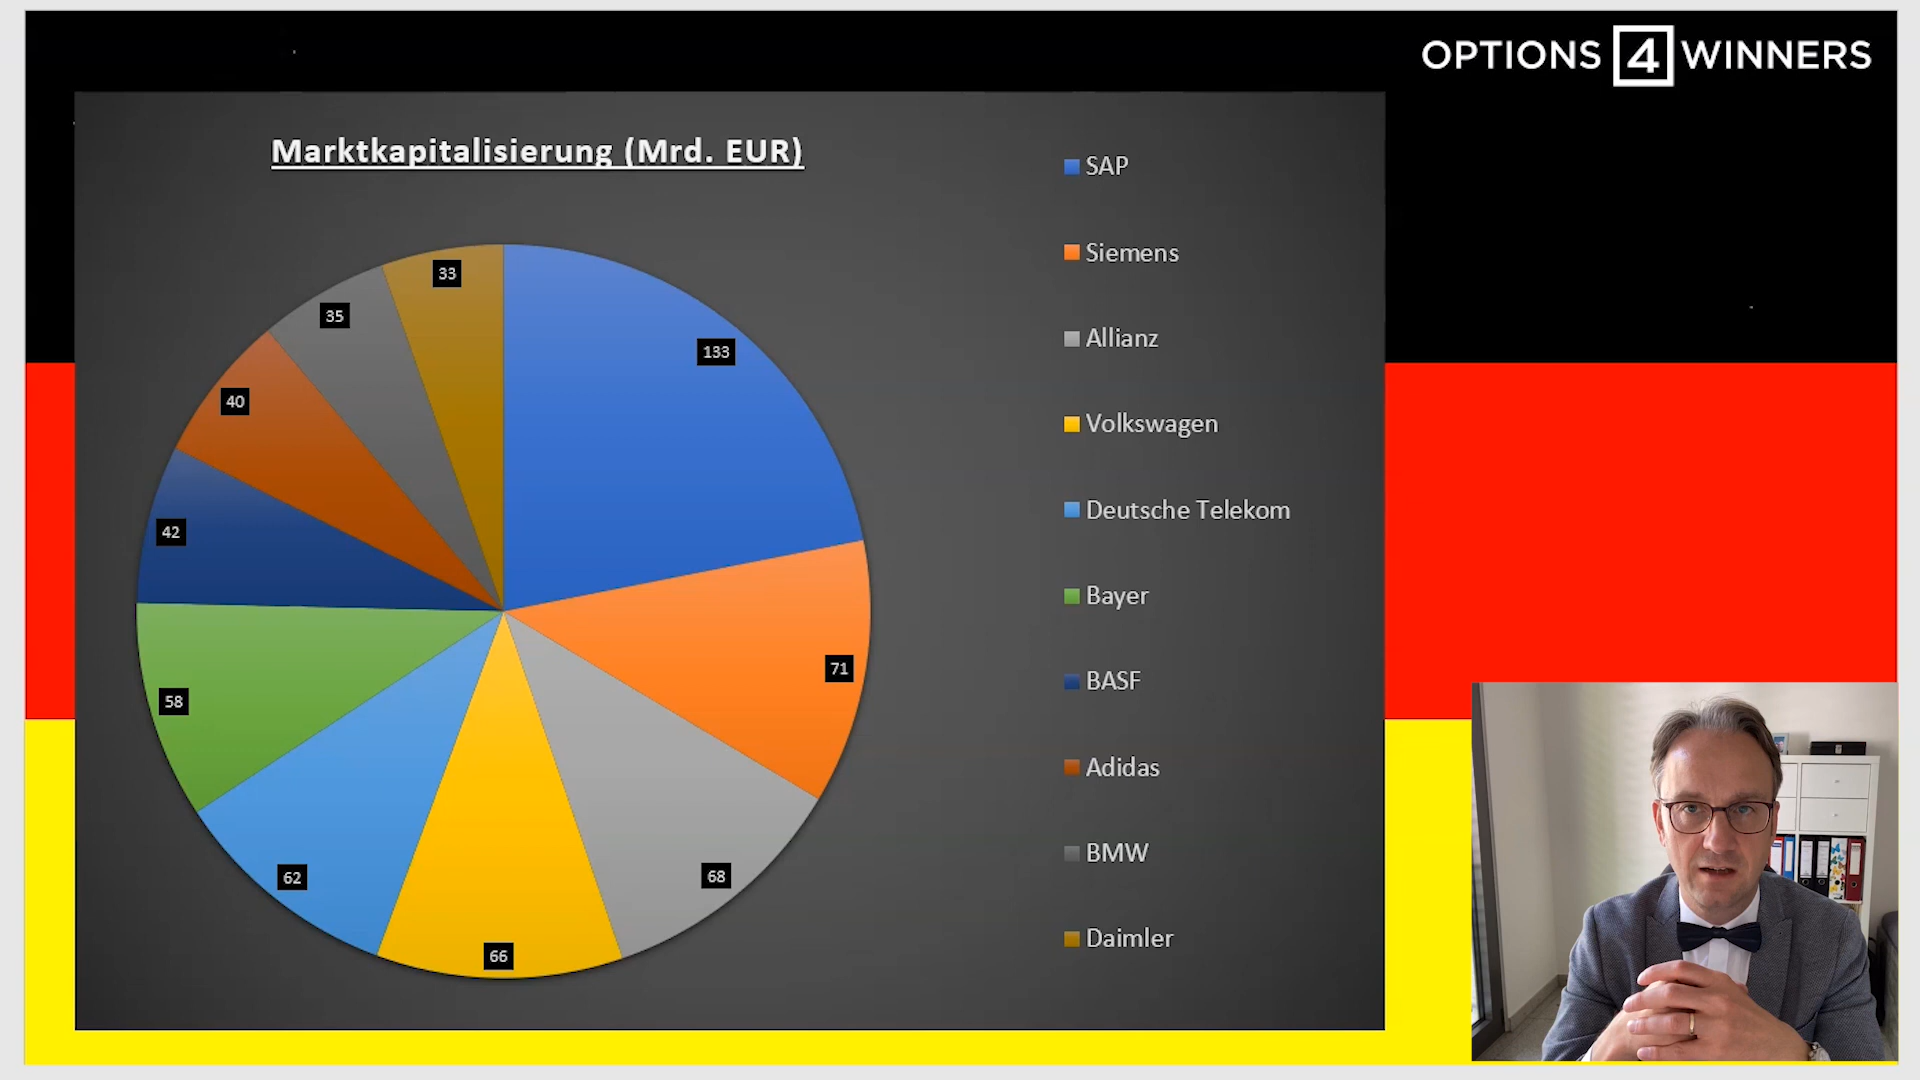 OPTIONS 4 WINNERS
Marktkapitalisierung (Mrd. EUR)
SAP
Siemens
Allianz
Volkswagen
Deutsche Telekom
Bayer
BASF
Adidas
BMW
Daimler
33
35
133
40
42
71
58
68
62
66